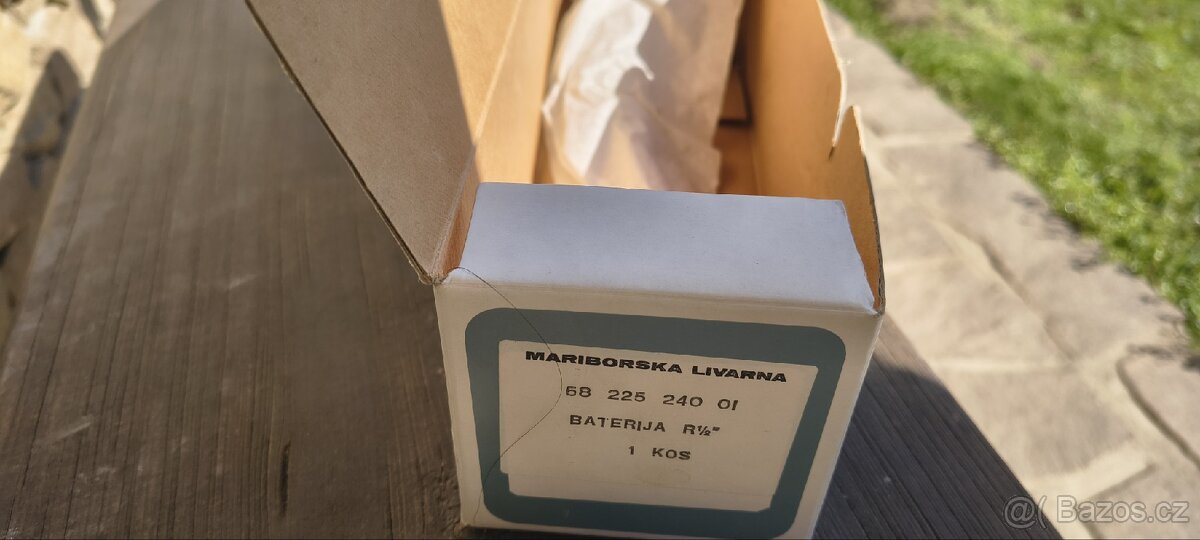 MARIBORSKA LIVARNA
68 225 240 01
BATERIJA R½"
1 KOS
@( Bazos.cz